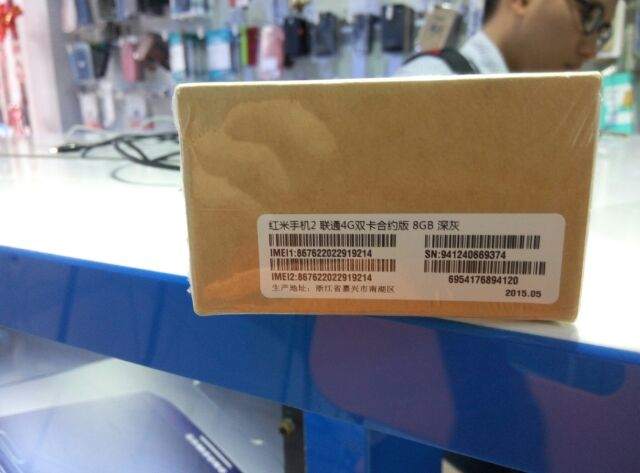 红米手机2 联通4G双卡合约版 8GB 深灰
IMEI1:867622022919214
SN:941240669374
IMEI2:867622022919214
6954176894120
生产地址：浙江省嘉兴市南湖区
2015.05